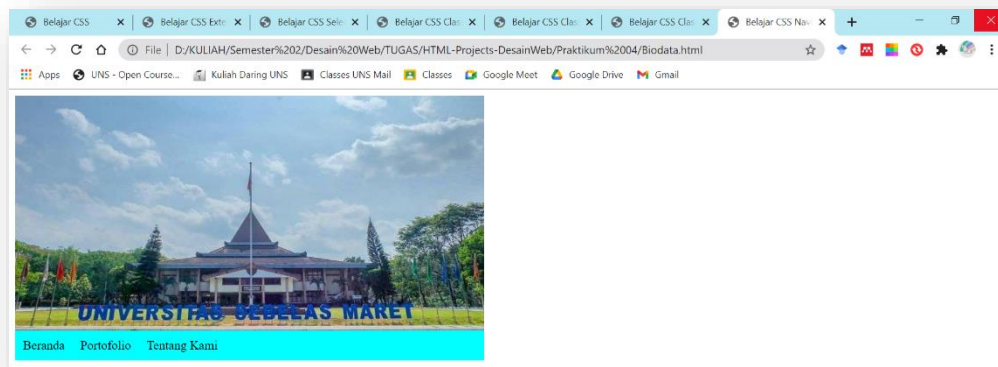 Belajar CSS
Belajar CSS Exte
Belajar CSS Sele
Belajar CSS Clas
Belajar CSS Clas
Belajar CSS Clas
Belajar CSS Nav
File | D:/KULIAH/Semester%202/Desain%20Web/TUGAS/HTML-Projects-DesainWeb/Praktikum%2004/Biodata.html
Apps UNS - Open Course... Kuliah Daring UNS Classes UNS Mail Classes Google Meet Google Drive Gmail
UNIVERSITAS SEBELAS MARET
Beranda Portofolio Tentang Kami